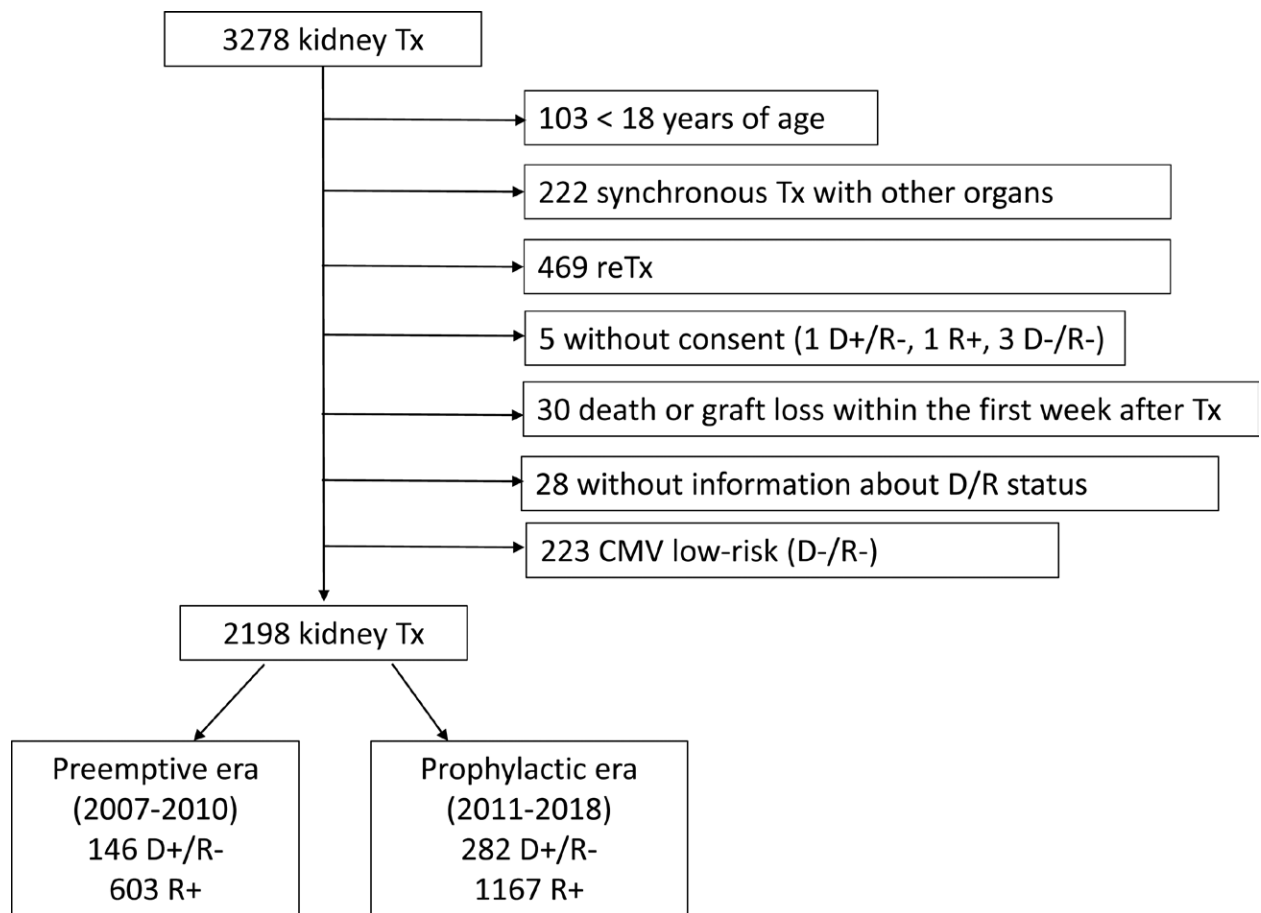 3278 kidney Tx
103 < 18 years of age
222 synchronous Tx with other organs
469 reTx
5 without consent (1 D+/R-, 1 R+, 3 D-/R-)
30 death or graft loss within the first week after Tx
28 without information about D/R status
223 CMV low-risk (D-/R-)
2198 kidney Tx
Preemptive era
(2007-2010)
146 D+/R-
603 R+
Prophylactic era
(2011-2018)
282 D+/R-
1167 R+